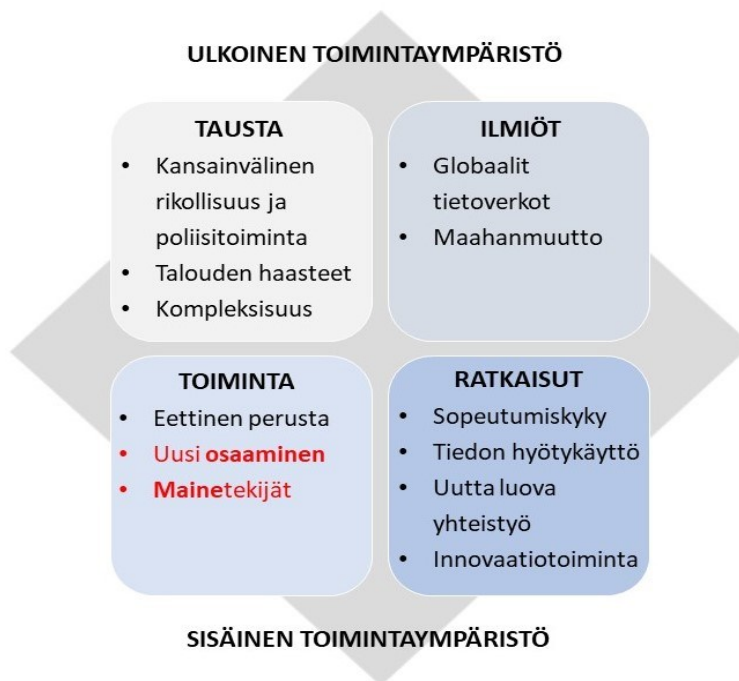 ULKOINEN TOIMINTAYMPÄRISTÖ
TAUSTA
• Kansainvälinen
rikollisuus ja
poliisitoiminta
• Talouden haasteet
• Kompleksisuus
ILMIÖT
• Globaalit
tietoverkot
• Maahanmuutto
TOIMINTA
• Eettinen perusta
• Uusi osaaminen
• Mainetekijät
RATKAISUT
• Sopeutumiskyky
• Tiedon hyötykäyttö
• Uutta luova
yhteistyö
• Innovaatiotoiminta
SISÄINEN TOIMINTAYMPÄRISTÖ